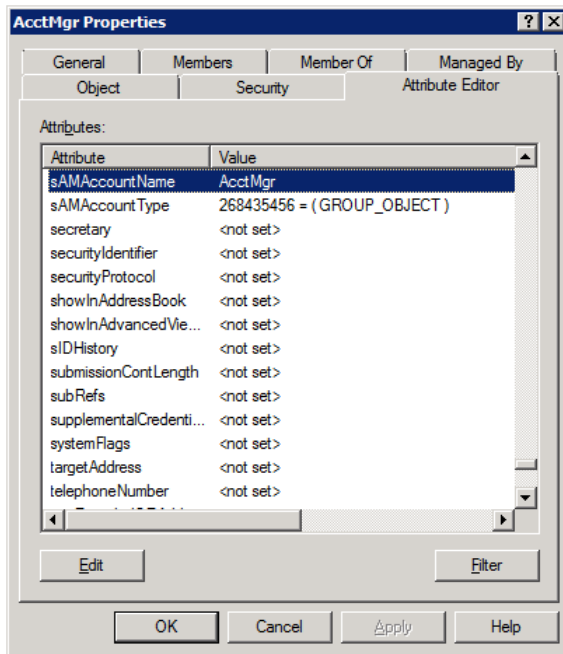 AcctMgr Properties
General Members Member Of Managed By
Object Security Attribute Editor
Attributes:
Attribute Value
sAMAccountName AcctMgr
sAMAccountType 268435456 = ( GROUP_OBJECT )
secretary <not set>
securityIdentifier <not set>
securityProtocol <not set>
showInAddressBook <not set>
showInAdvancedVie... <not set>
sIDHistory <not set>
submissionContLength <not set>
subRefs <not set>
supplementalCredenti... <not set>
systemFlags <not set>
targetAddress <not set>
telephoneNumber <not set>
Edit Filter
OK Cancel Apply Help